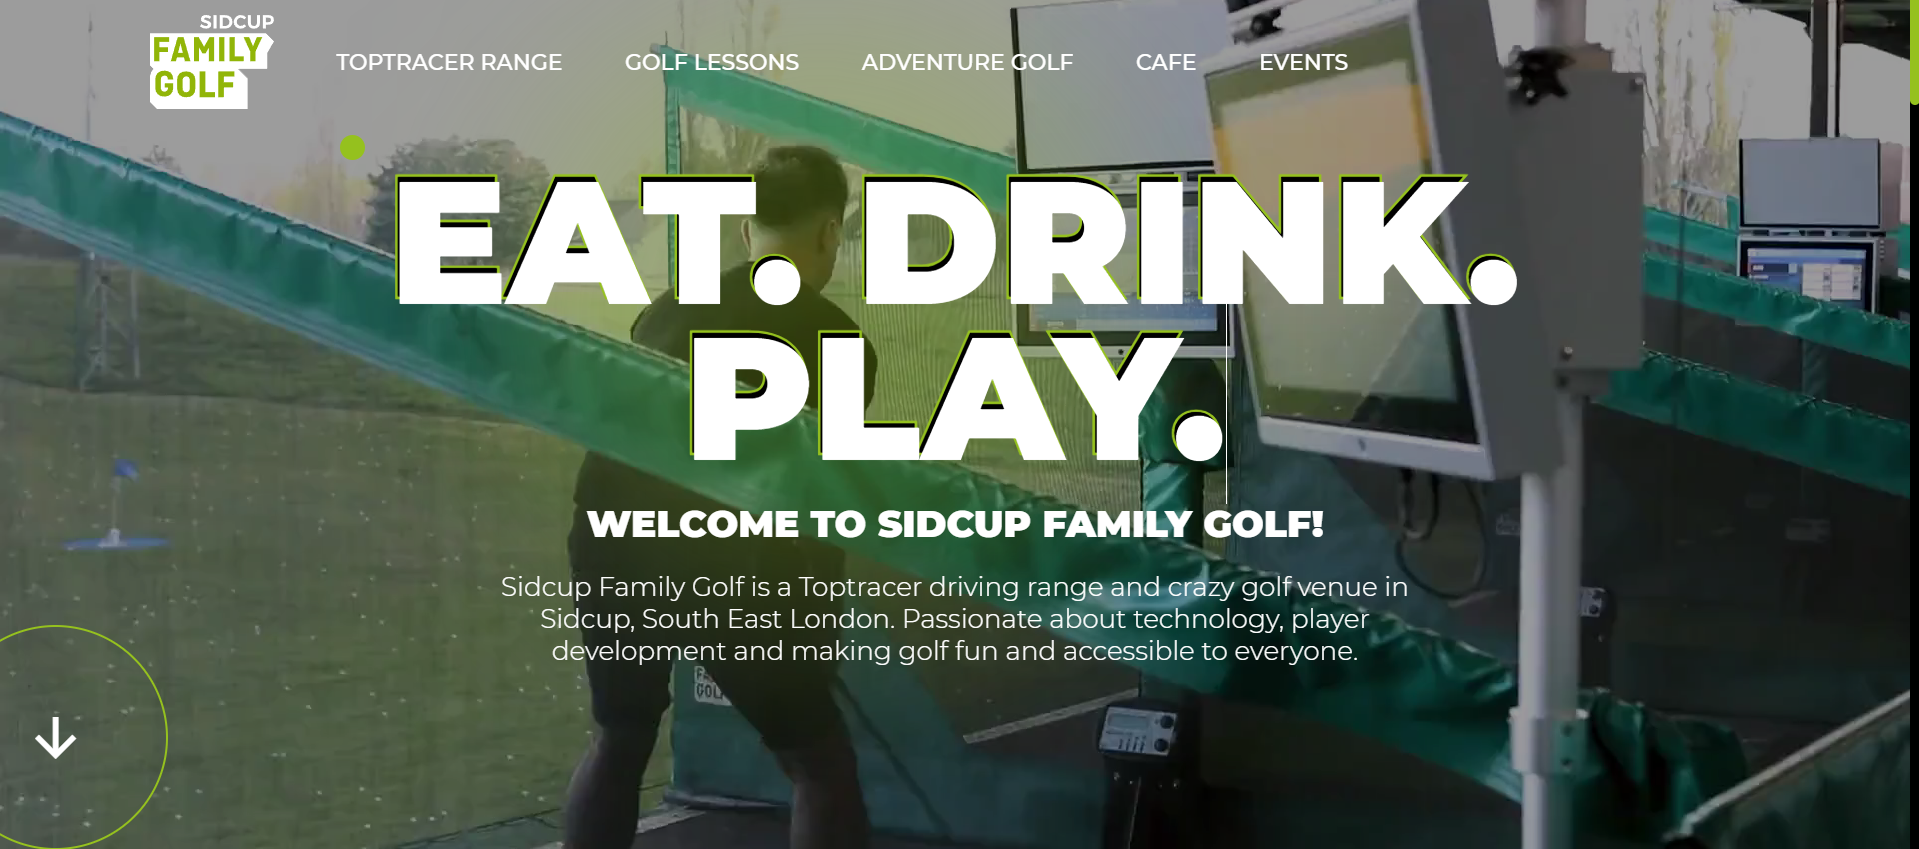 SIDCUP
FAMILY
GOLF
TOPTRACER RANGE
GOLF LESSONS
ADVENTURE GOLF
CAFE
EVENTS
EAT. DRINK.
PLAY.
WELCOME TO SIDCUP FAMILY GOLF!
Sidcup Family Golf is a Toptracer driving range and crazy golf venue in
Sidcup, South East London. Passionate about technology, player
development and making golf fun and accessible to everyone.
GOLF